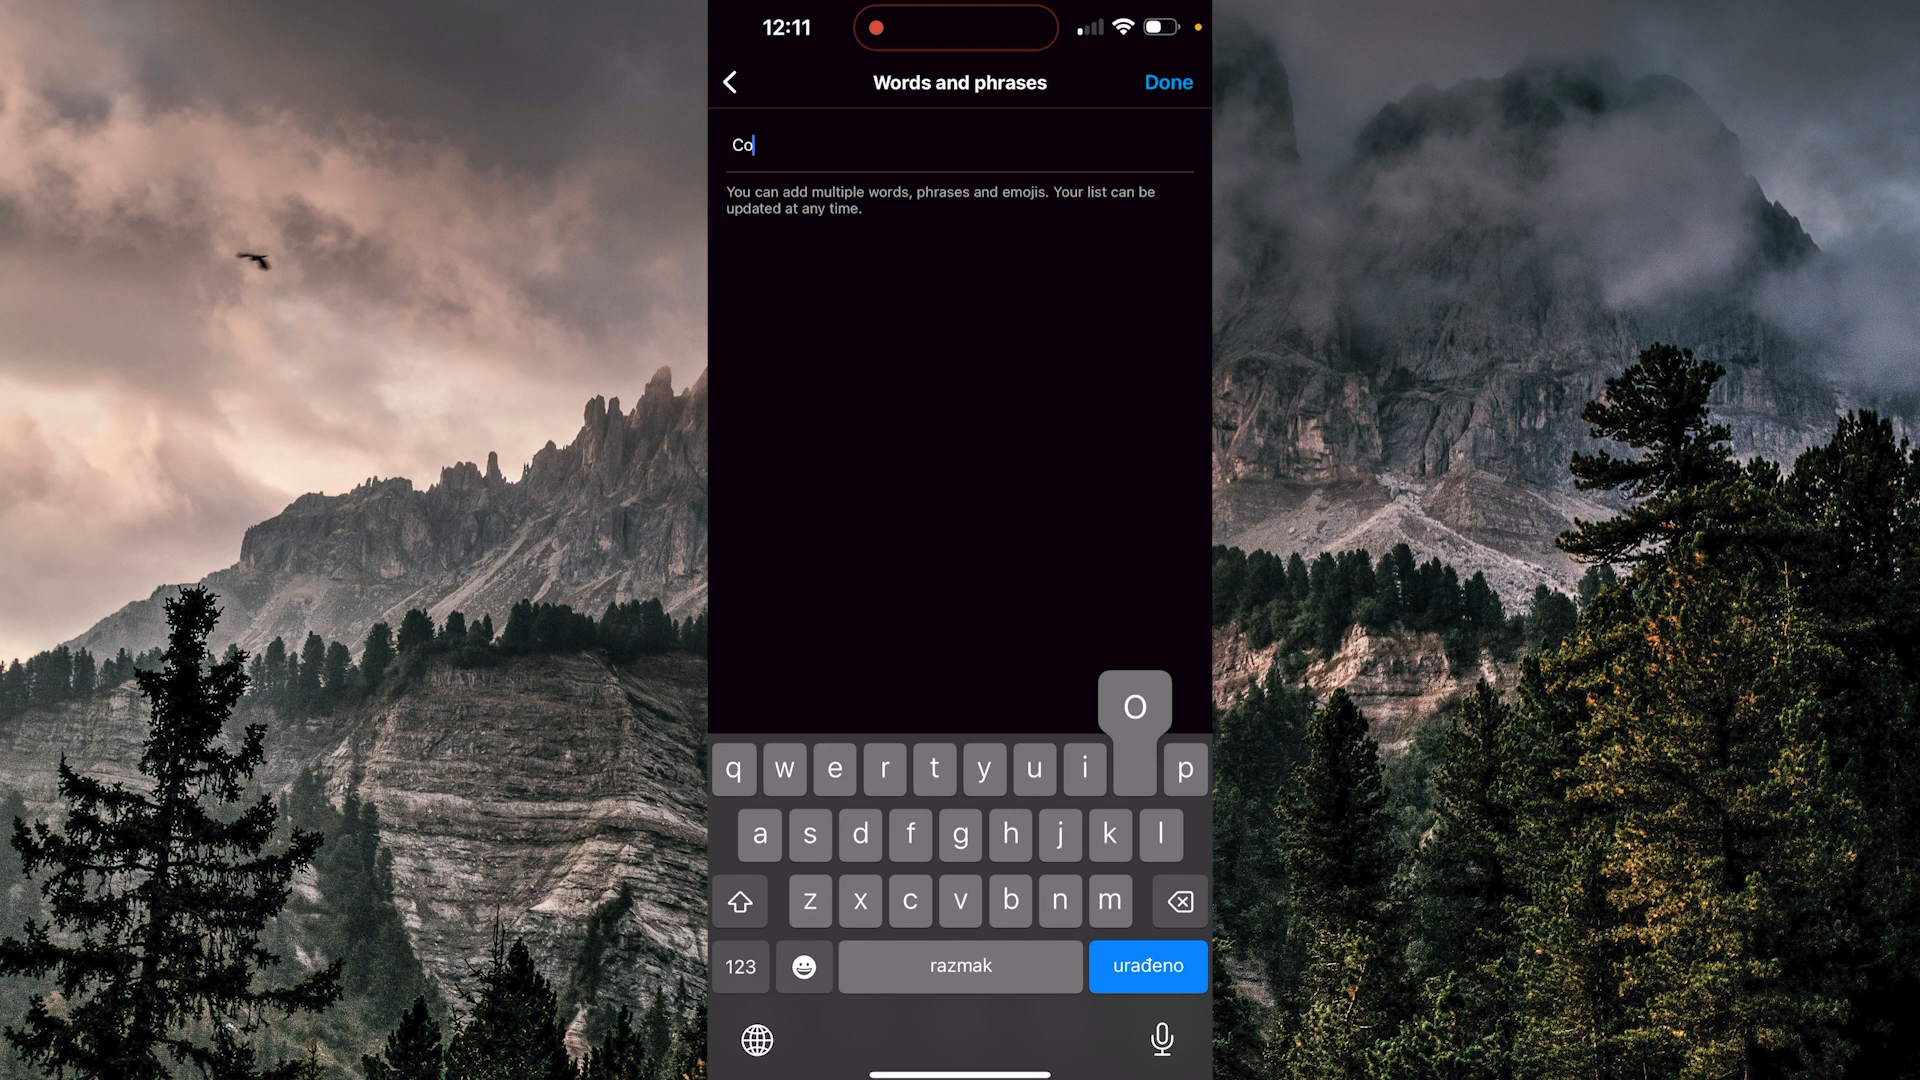 12:11
Words and phrases
Done
Co
You can add multiple words, phrases and emojis. Your list can be
updated at any time.
O
q w e r t y u i p
a s d f g h j k l
z x c v b n m
123 razmak urađeno